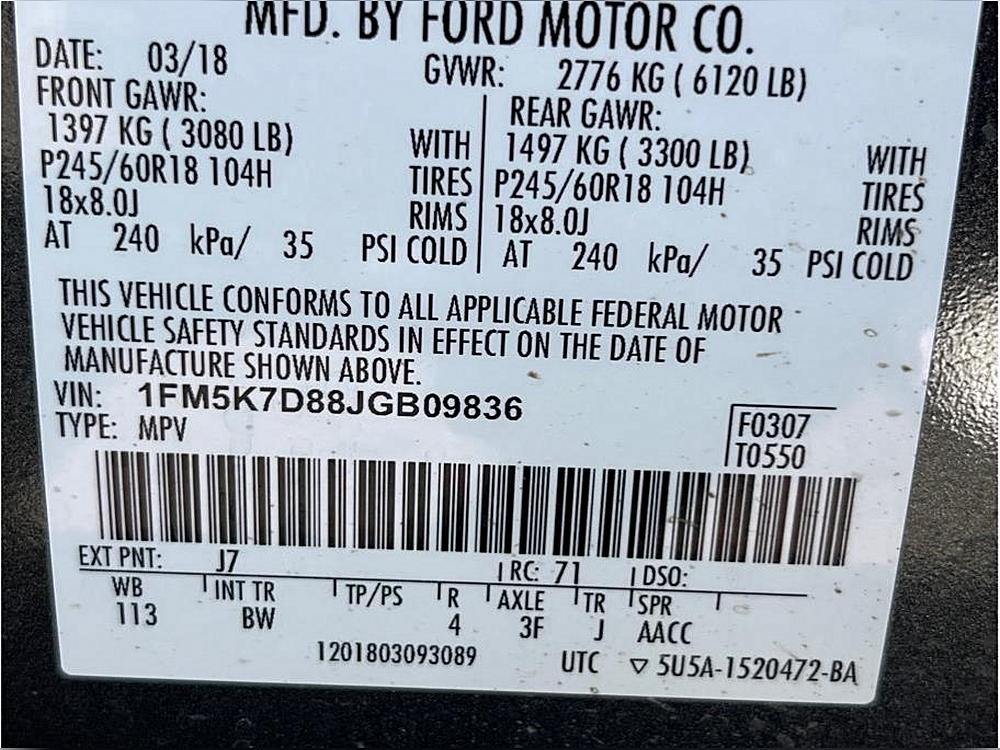 MFD. BY FORD MOTOR CO.
DATE: 03/18 GVWR: 2776 KG ( 6120 LB)
FRONT GAWR: REAR GAWR:
1397 KG ( 3080 LB) WITH 1497 KG ( 3300 LB) WITH
P245/60R18 104H TIRES P245/60R18 104H TIRES
18x8.0J RIMS 18x8.0J RIMS
AT 240 kPa/ 35 PSI COLD AT 240 kPa/ 35 PSI COLD
THIS VEHICLE CONFORMS TO ALL APPLICABLE FEDERAL MOTOR
VEHICLE SAFETY STANDARDS IN EFFECT ON THE DATE OF
MANUFACTURE SHOWN ABOVE.
VIN: 1FM5K7D88JGB09836
TYPE: MPV
F0307
T0550
EXT PNT: J7 RC: 71 DSO:
WB INT TR TP/PS R AXLE TR SPR
113 BW 4 3F J AACC
1201803093089 UTC ▽ 5U5A-1520472-BA